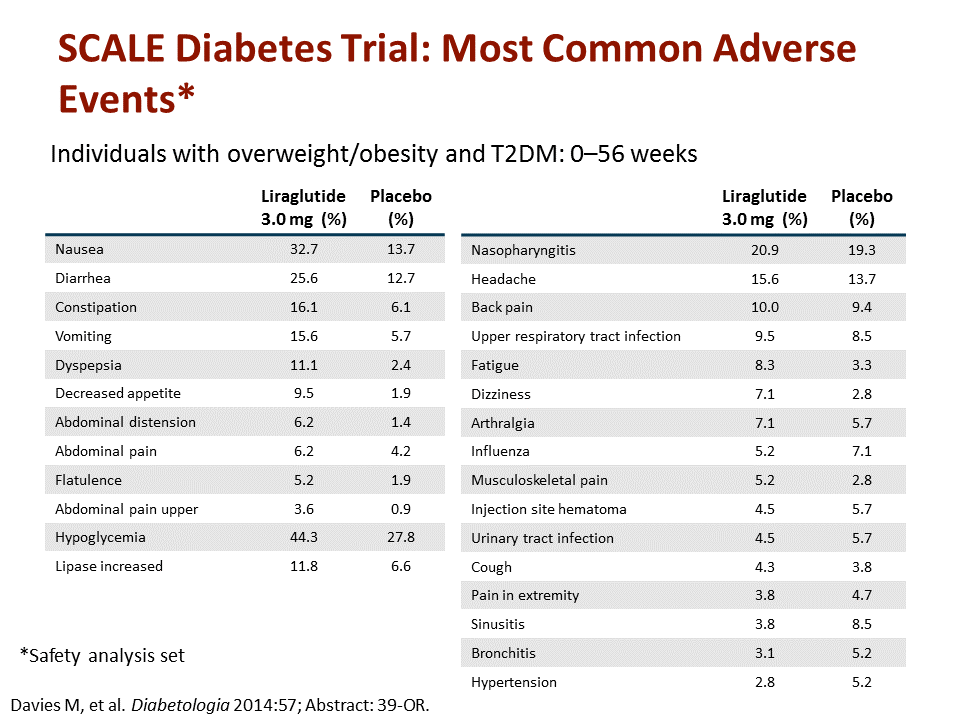 SCALE Diabetes Trial: Most Common Adverse
Events*
Individuals with overweight/obesity and T2DM: 0–56 weeks
Liraglutide Placebo
3.0 mg (%) (%)
Nausea 32.7 13.7
Diarrhea 25.6 12.7
Constipation 16.1 6.1
Vomiting 15.6 5.7
Dyspepsia 11.1 2.4
Decreased appetite 9.5 1.9
Abdominal distension 6.2 1.4
Abdominal pain 6.2 4.2
Flatulence 5.2 1.9
Abdominal pain upper 3.6 0.9
Hypoglycemia 44.3 27.8
Lipase increased 11.8 6.6
Liraglutide Placebo
3.0 mg (%) (%)
Nasopharyngitis 20.9 19.3
Headache 15.6 13.7
Back pain 10.0 9.4
Upper respiratory tract infection 9.5 8.5
Fatigue 8.3 3.3
Dizziness 7.1 2.8
Arthralgia 7.1 5.7
Influenza 5.2 7.1
Musculoskeletal pain 5.2 2.8
Injection site hematoma 4.5 5.7
Urinary tract infection 4.5 5.7
Cough 4.3 3.8
Pain in extremity 3.8 4.7
Sinusitis 3.8 8.5
Bronchitis 3.1 5.2
Hypertension 2.8 5.2
*Safety analysis set
Davies M, et al. Diabetologia 2014:57; Abstract: 39-OR.